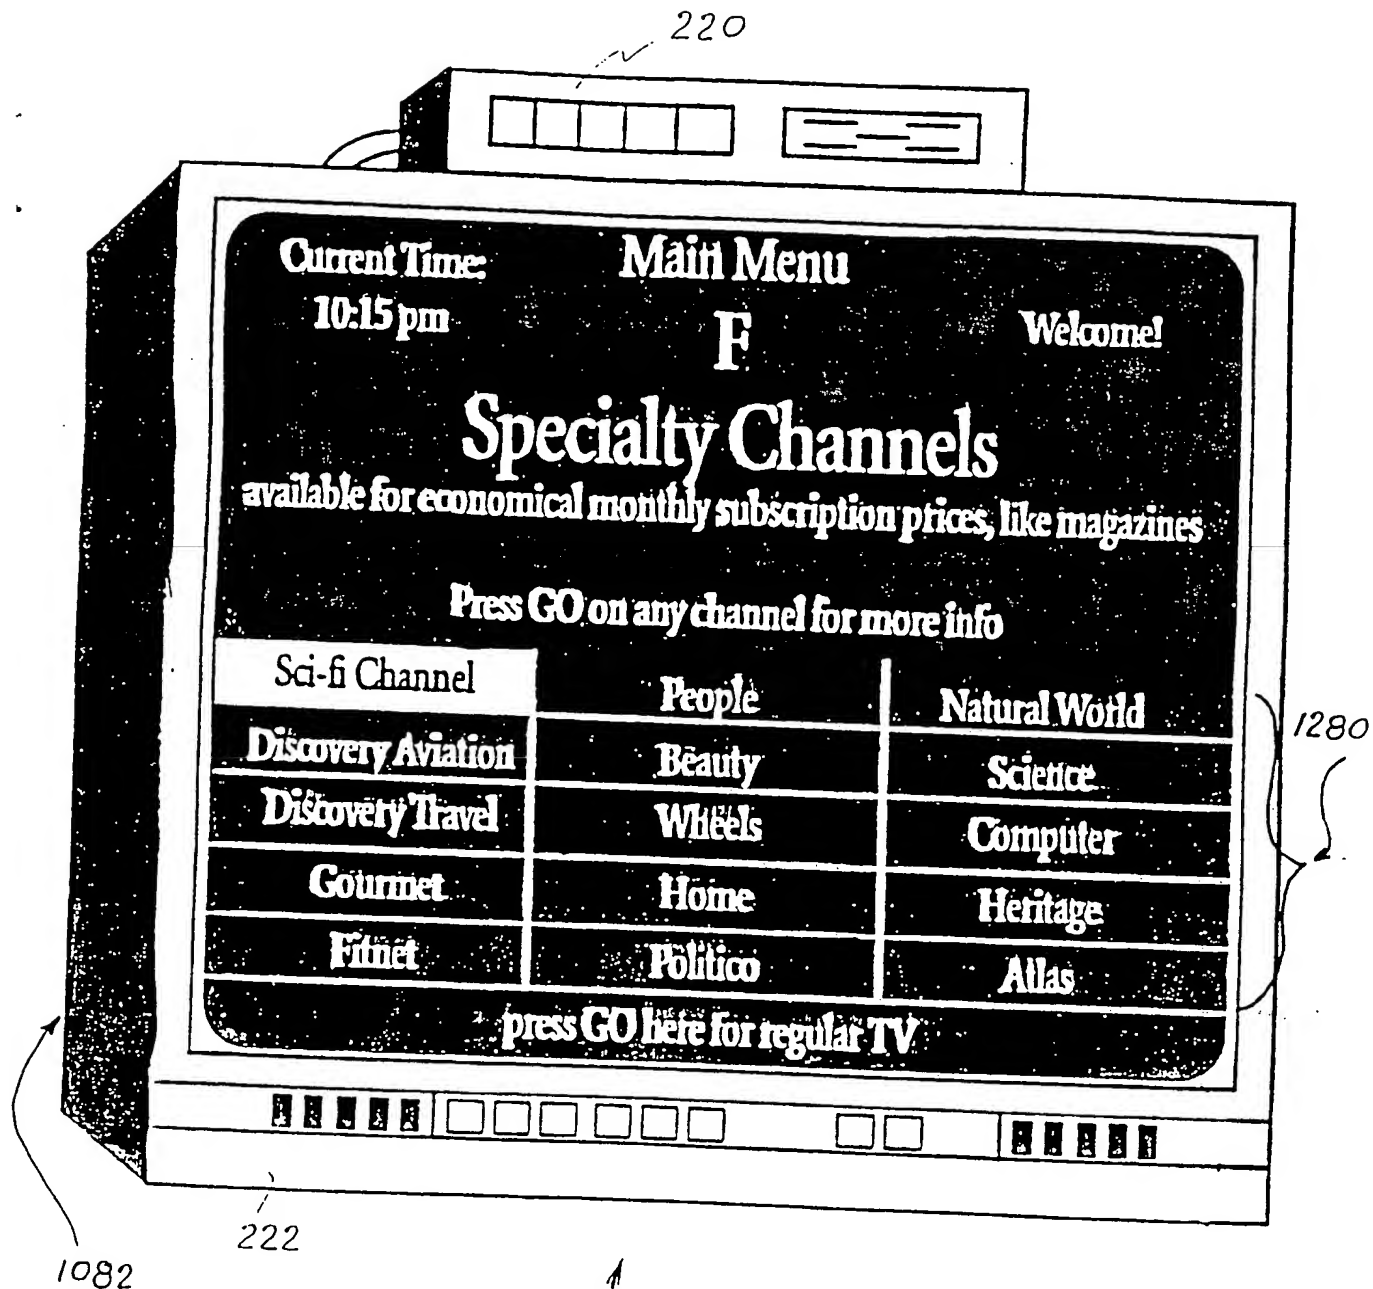 220
Current Time:
Main Menu
10:15 pm
F
Welcome!
Specialty Channels
available for economical monthly subscription prices, like magazines
Press GO on any channel for more info
Sci-fi Channel People Natural World
1280
Discovery Aviation Beauty Science
Discovery Travel Wheels Computer
Gourmet Home Heritage
Fitnet Politico Atlas
press GO here for regular TV
222
1082